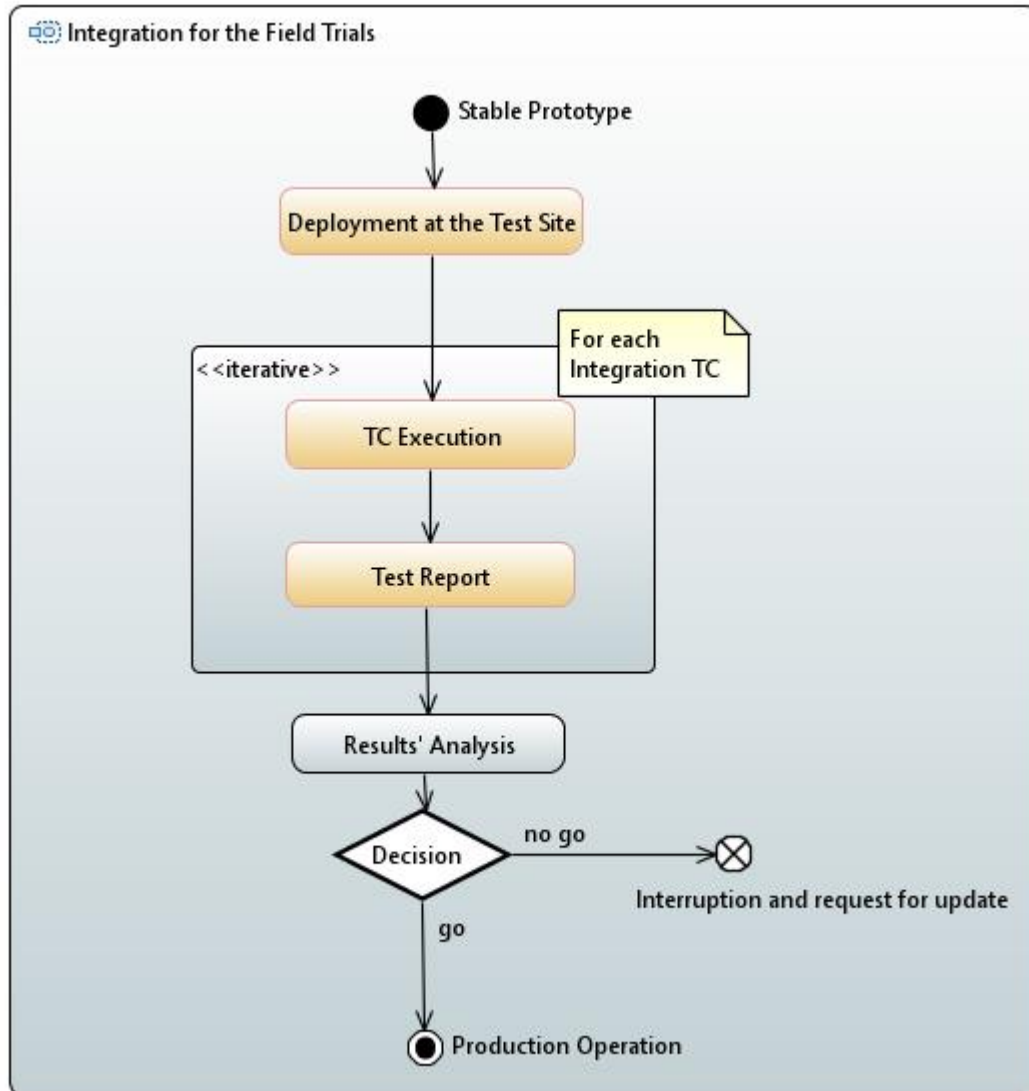 Integration for the Field Trials
Stable Prototype
Deployment at the Test Site
For each
Integration TC
<<iterative>>
TC Execution
Test Report
Results' Analysis
Decision
no go
Interruption and request for update
go
Production Operation